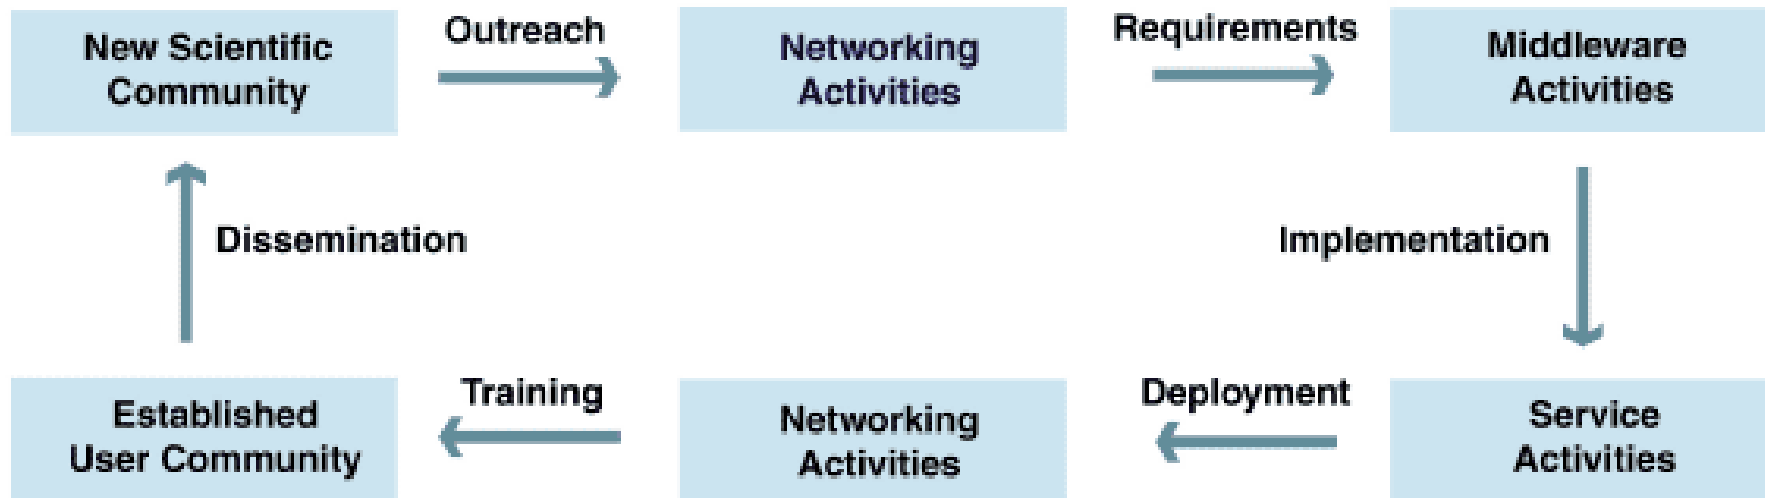 New Scientific
Community
Outreach
Networking
Activities
Requirements
Middleware
Activities
Dissemination
Implementation
Established
User Community
Training
Networking
Activities
Deployment
Service
Activities